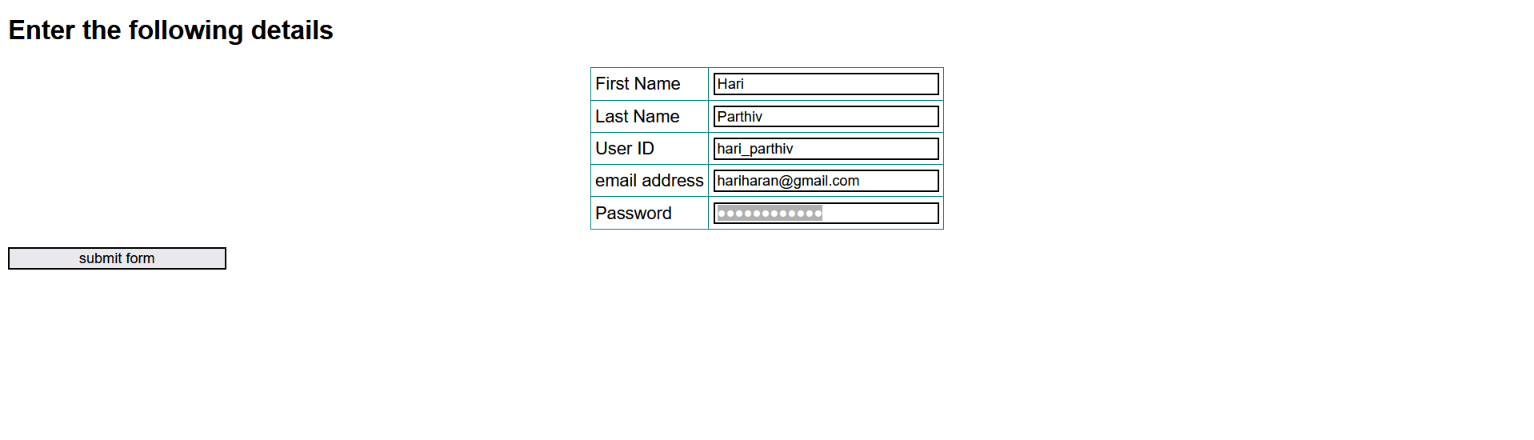 Enter the following details
First Name Hari
Last Name Parthiv
User ID hari_parthiv
email address hariharan@gmail.com
Password ●●●●●●●●●●●●
submit form